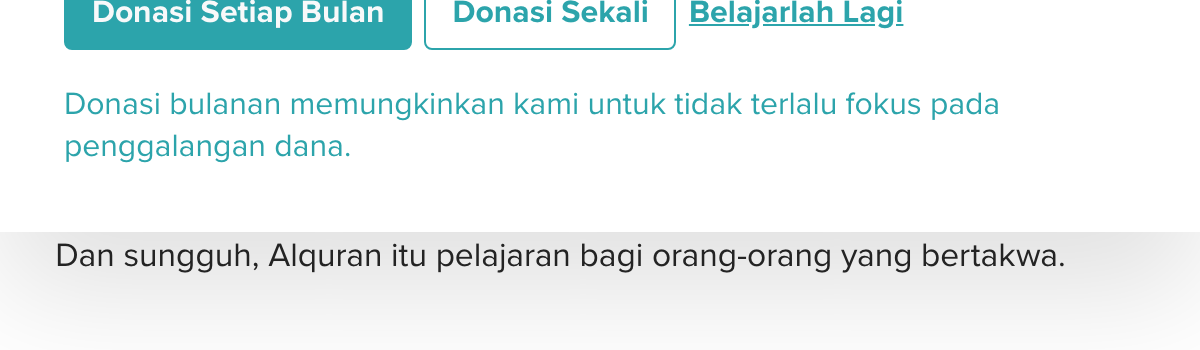 Donasi Setiap Bulan Donasi Sekali Belajarlah Lagi
Donasi bulanan memungkinkan kami untuk tidak terlalu fokus pada
penggalangan dana.
Dan sungguh, Alquran itu pelajaran bagi orang-orang yang bertakwa.